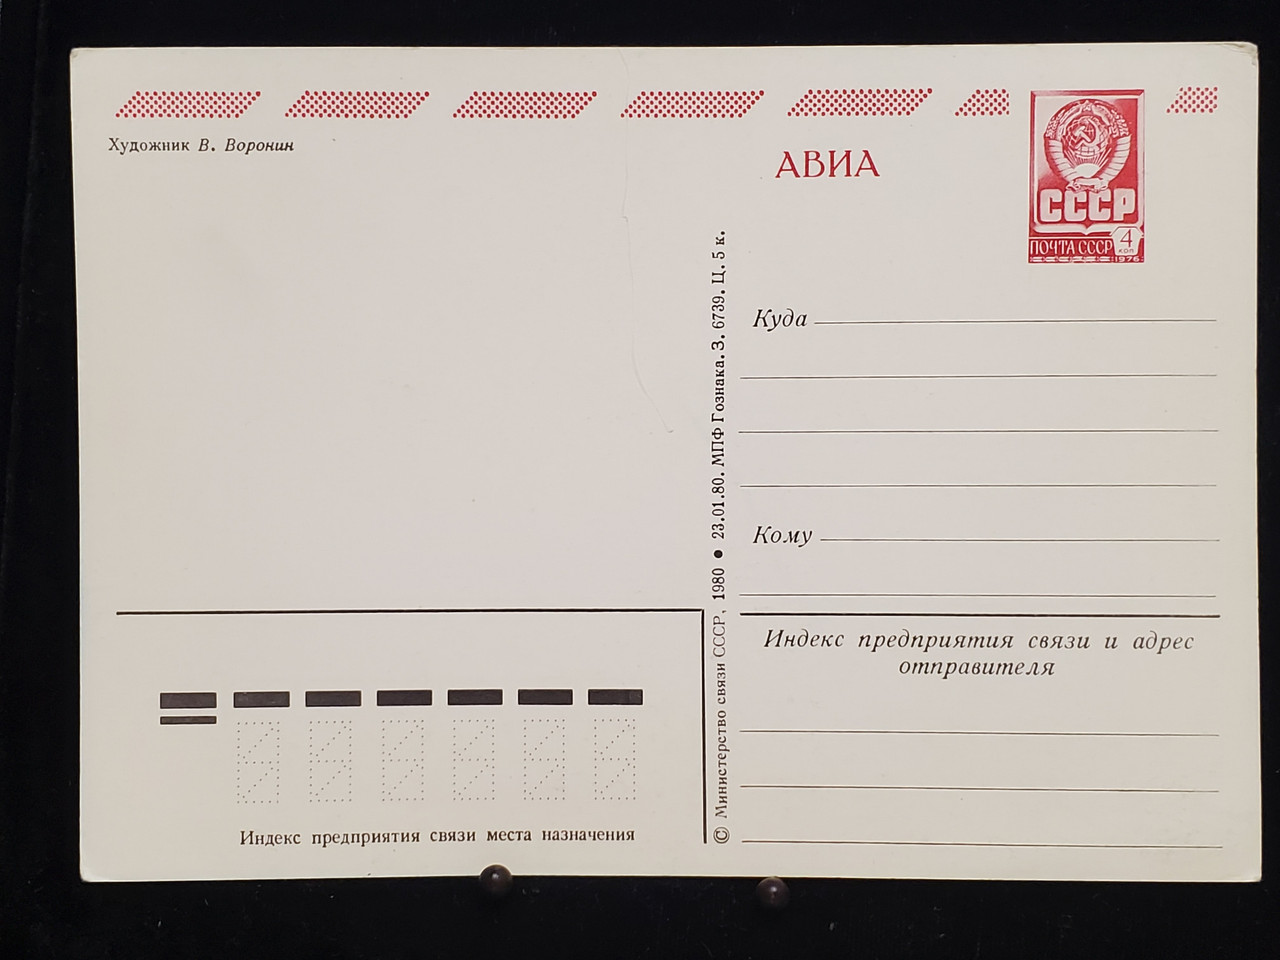 Художник В. Воронин
АВИА
СССР
ПОЧТА СССР
4
КОП
1976
Куда
Кому
Индекс предприятия связи и адрес
отправителя
© Министерство связи СССР, 1980 ● 23.01.80. МПФ Гознака. З. 6739. Ц. 5 к.
Индекс предприятия связи места назначения